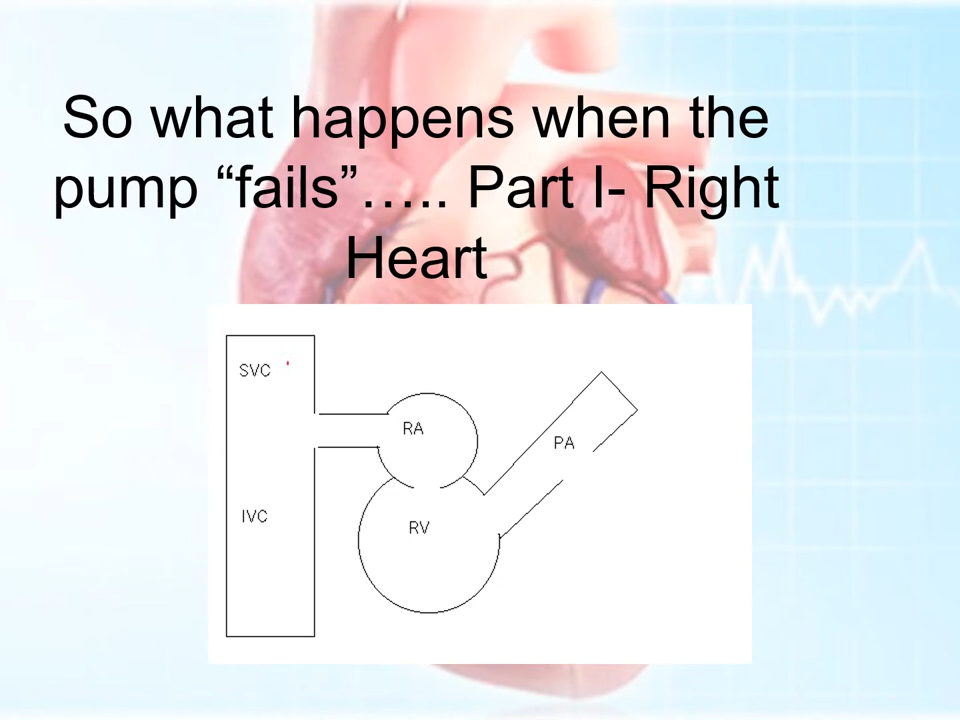 So what happens when the
pump “fails”….. Part I- Right
Heart
SVC
RA
PA
IVC
RV